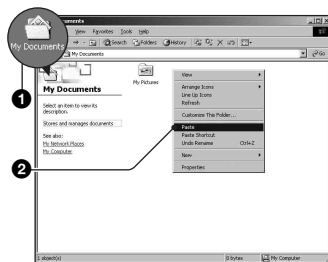 My Documents
uments
View Favorites Tools Help
Search Folders History
My Documents
Go
My Documents
Select an item to view its
description.
Stores and manages documents
See also:
My Network Places
My Computer
My Pictures
View
Arrange Icons
Line Up Icons
Refresh
Customize This Folder...
Paste
Paste Shortcut
Undo Rename Ctrl+Z
New
Properties
1
2
1 object(s)
0 bytes
My Computer